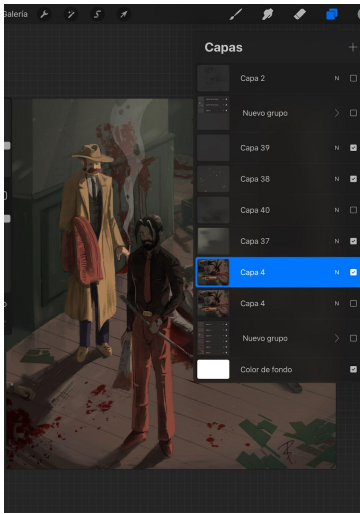 Galería
S
Capas
Capa 2 N
Nuevo grupo
Capa 39 N
Capa 38 N
Capa 40 N
Capa 37 N
Capa 4 N
Capa 4 N
Nuevo grupo
Color de fondo